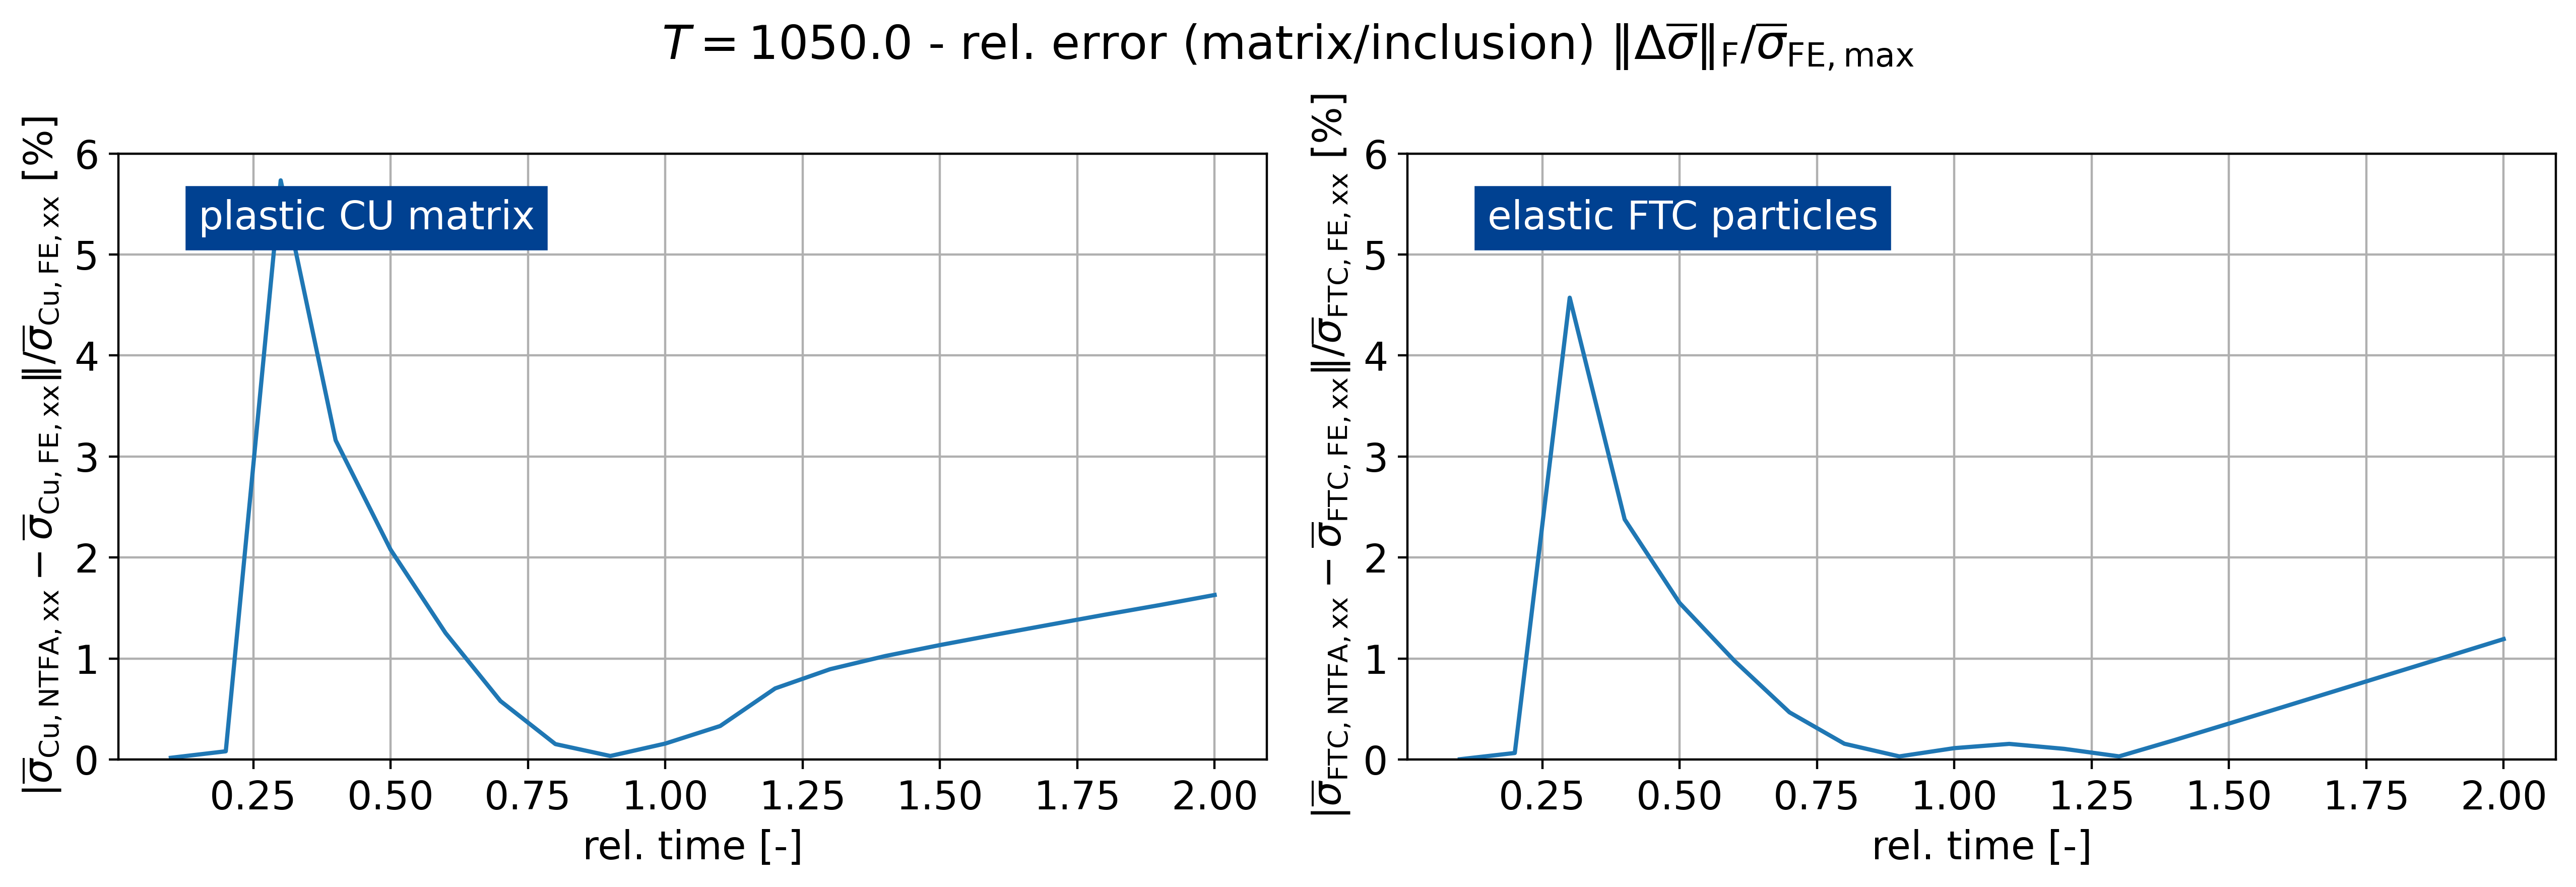 T = 1050.0 - rel. error (matrix/inclusion) ‖Δσ̅‖F/σ̅FE, max
|σ̅Cu, NTFA, xx − σ̅Cu, FE, xx‖/σ̅Cu, FE, xx [%]
6
5
4
3
2
1
0
plastic CU matrix
0.25 0.50 0.75 1.00 1.25 1.50 1.75 2.00
rel. time [-]
|σ̅FTC, NTFA, xx − σ̅FTC, FE, xx‖/σ̅FTC, FE, xx [%]
6
5
4
3
2
1
0
elastic FTC particles
0.25 0.50 0.75 1.00 1.25 1.50 1.75 2.00
rel. time [-]